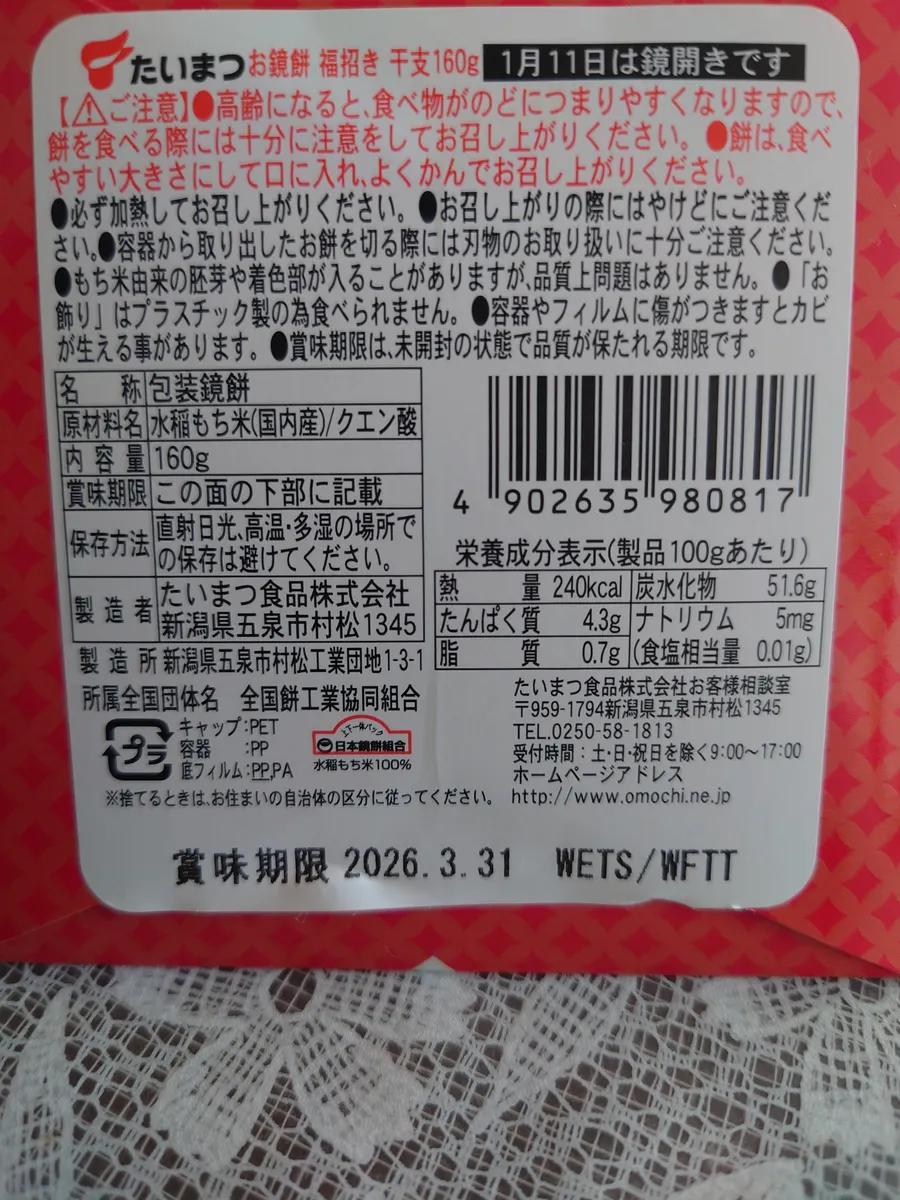 たいまつ お鏡餅 福招き 干支160g 1月11日は鏡開きです
【⚠ご注意】●高齢になると、食べ物がのどにつまりやすくなりますので、
餅を食べる際には十分に注意をしてお召し上がりください。 ●餅は、食べ
やすい大きさにして口に入れ、よくかんでお召し上がりください。
●必ず加熱してお召し上がりください。●お召し上がりの際にはやけどにご注意くだ
さい。●容器から取り出したお餅を切る際には刃物のお取り扱いに十分ご注意ください。
●もち米由来の胚芽や着色部が入ることがありますが、品質上問題はありません。●「お
飾り」はプラスチック製の為食べられません。●容器やフィルムに傷がつきますとカビ
が生える事があります。●賞味期限は、未開封の状態で品質が保たれる期限です。
名称 包装鏡餅
原材料名 水稲もち米(国内産)/クエン酸
内容量 160g
賞味期限 この面の下部に記載
保存方法 直射日光、高温・多湿の場所で
の保存は避けてください。
製造者 たいまつ食品株式会社
新潟県五泉市村松1345
製造所 新潟県五泉市村松工業団地1-3-1
所属全国団体名 全国餅工業協同組合
プラ
キャップ:PET
容器 :PP
底フィルム:PP,PA
上下一体パック
日本鏡餅組合
水稲もち米100%
※捨てるときは、お住まいの自治体の区分に従ってください。
4 902635 980817
栄養成分表示(製品100gあたり)
熱量 240kcal 炭水化物 51.6g
たんぱく質 4.3g ナトリウム 5mg
脂質 0.7g (食塩相当量 0.01g)
たいまつ食品株式会社お客様相談室
〒959-1794新潟県五泉市村松1345
TEL.0250-58-1813
受付時間：土・日・祝日を除く9:00～17:00
ホームページアドレス
http://www.omochi.ne.jp
賞味期限 2026.3.31 WETS/WFTT